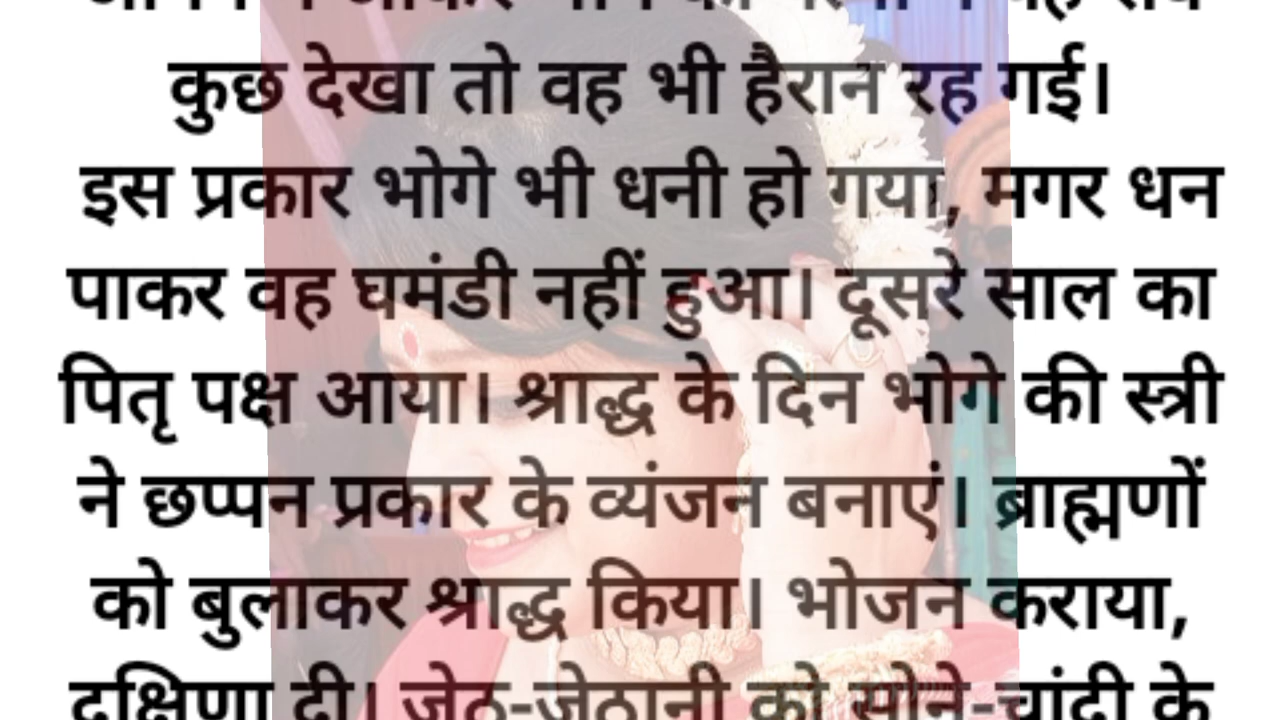 कुछ देखा तो वह भी हैरान रह गई।
इस प्रकार भोगे भी धनी हो गया, मगर धन
पाकर वह घमंडी नहीं हुआ। दूसरे साल का
पितृ पक्ष आया। श्राद्ध के दिन भोगे की स्त्री
ने छप्पन प्रकार के व्यंजन बनाएं। ब्राह्मणों
को बुलाकर श्राद्ध किया। भोजन कराया,
दक्षिणा दी। जेठ-जेठानी को सोने-चांदी के